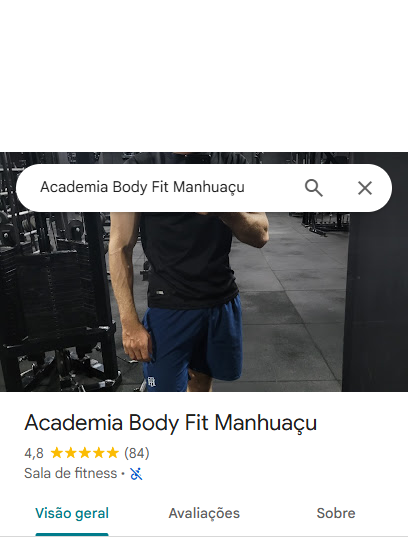 Academia Body Fit Manhuaçu
Academia Body Fit Manhuaçu
4,8 (84)
Sala de fitness ·
Visão geral
Avaliações
Sobre